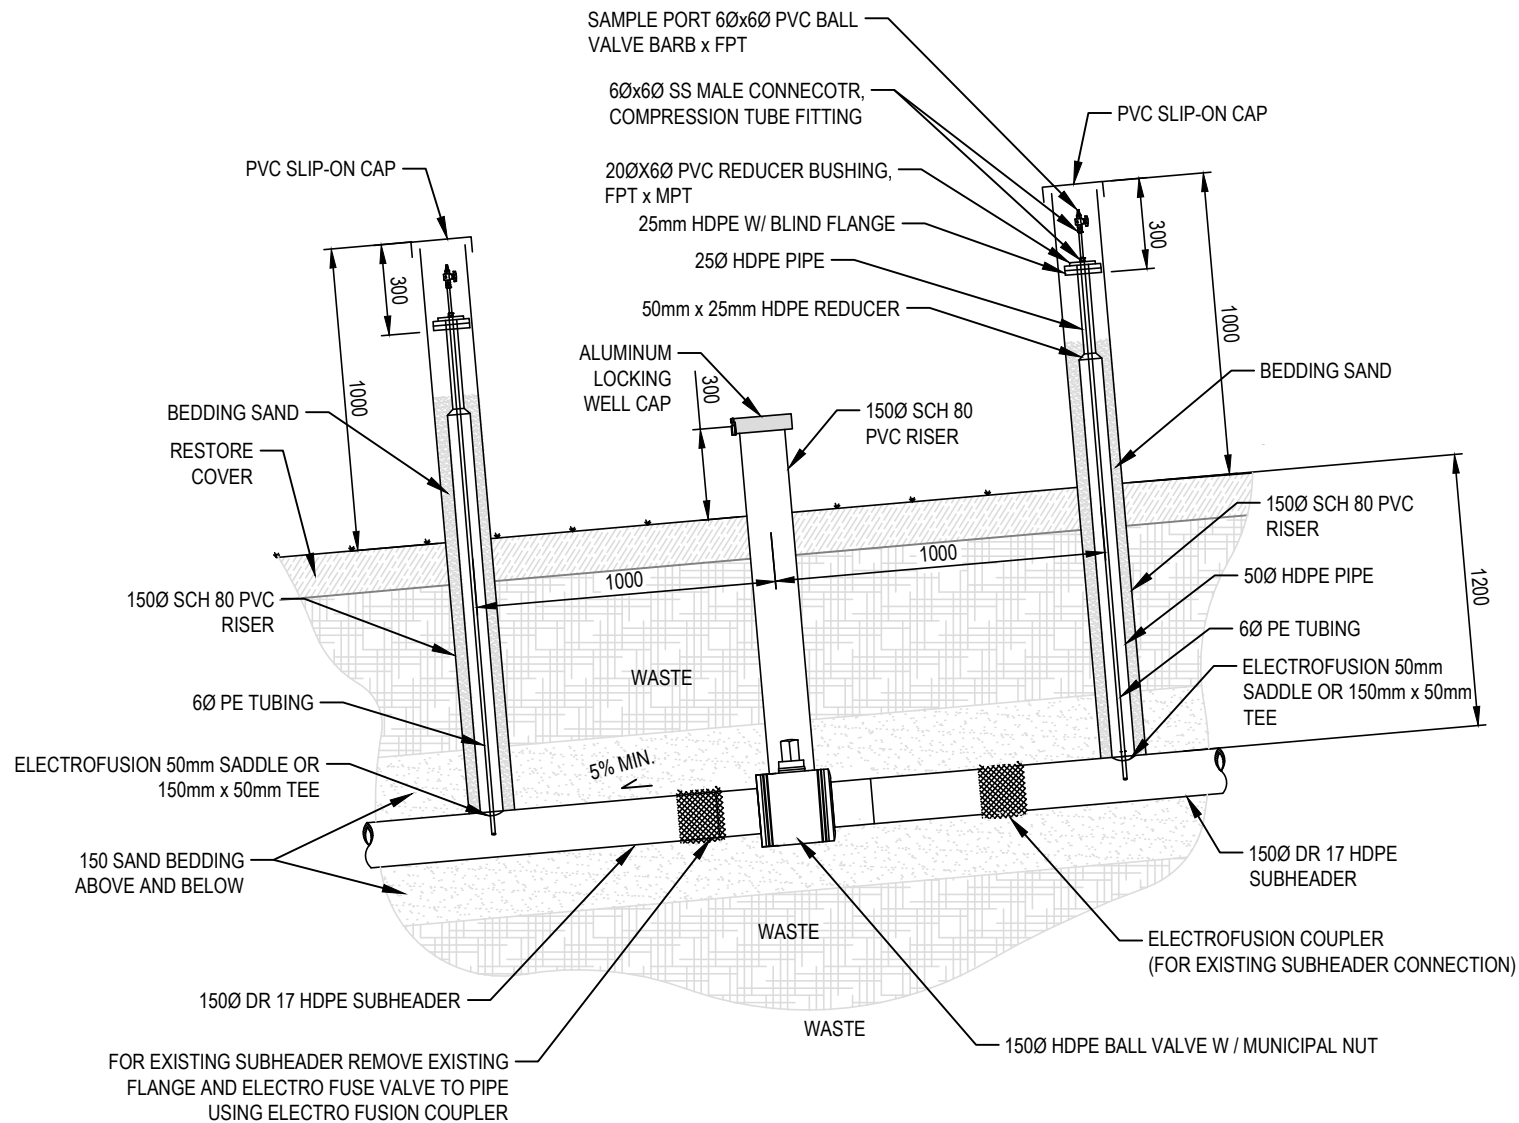 SAMPLE PORT 6Øx6Ø PVC BALL
VALVE BARB x FPT
6Øx6Ø SS MALE CONNECOTR,
COMPRESSION TUBE FITTING
PVC SLIP-ON CAP
PVC SLIP-ON CAP
20ØX6Ø PVC REDUCER BUSHING,
FPT x MPT
25mm HDPE W/ BLIND FLANGE
25Ø HDPE PIPE
50mm x 25mm HDPE REDUCER
300
300
1000
1000
ALUMINUM
LOCKING
WELL CAP
300
150Ø SCH 80
PVC RISER
BEDDING SAND
BEDDING SAND
RESTORE
COVER
150Ø SCH 80 PVC
RISER
1000
1000
50Ø HDPE PIPE
1200
150Ø SCH 80 PVC
RISER
6Ø PE TUBING
WASTE
ELECTROFUSION 50mm
SADDLE OR 150mm x 50mm
TEE
6Ø PE TUBING
5% MIN.
ELECTROFUSION 50mm SADDLE OR
150mm x 50mm TEE
150 SAND BEDDING
ABOVE AND BELOW
150Ø DR 17 HDPE
SUBHEADER
WASTE
ELECTROFUSION COUPLER
(FOR EXISTING SUBHEADER CONNECTION)
150Ø DR 17 HDPE SUBHEADER
WASTE
150Ø HDPE BALL VALVE W / MUNICIPAL NUT
FOR EXISTING SUBHEADER REMOVE EXISTING
FLANGE AND ELECTRO FUSE VALVE TO PIPE
USING ELECTRO FUSION COUPLER